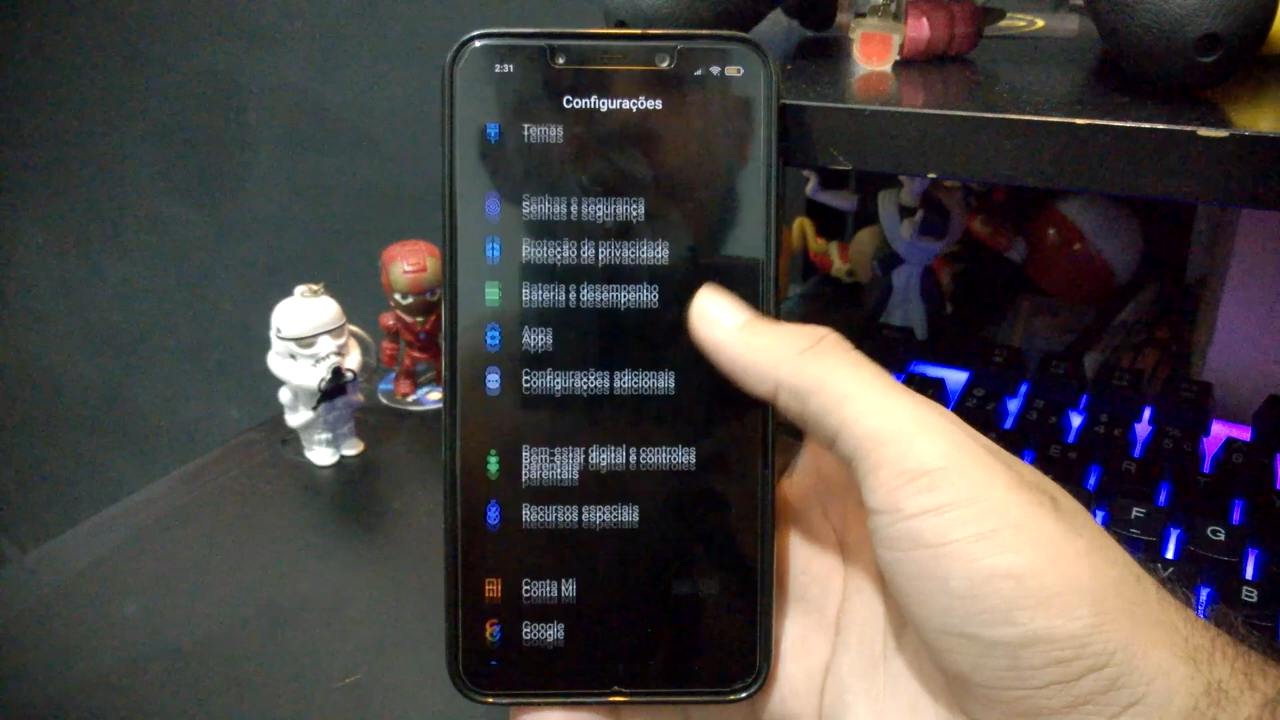 2:31
Configurações
Temas
Senhas e segurança
Proteção de privacidade
Bateria e desempenho
Apps
Configurações adicionais
Bem-estar digital e controles
parentais
Recursos especiais
Conta Mi
Google
E
R
F
G
V
B